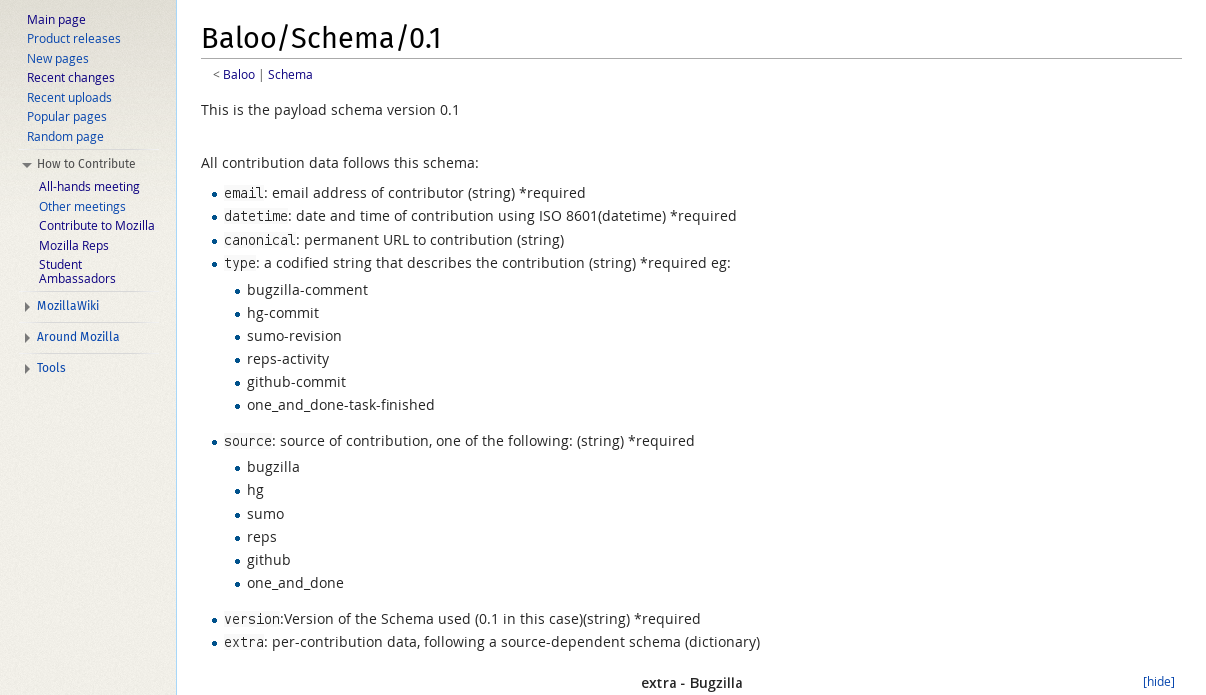 Main page
Product releases
New pages
Recent changes
Recent uploads
Popular pages
Random page
How to Contribute
All-hands meeting
Other meetings
Contribute to Mozilla
Mozilla Reps
Student
Ambassadors
MozillaWiki
Around Mozilla
Tools
Baloo/Schema/0.1
< Baloo | Schema
This is the payload schema version 0.1
All contribution data follows this schema:
email: email address of contributor (string) *required
datetime: date and time of contribution using ISO 8601(datetime) *required
canonical: permanent URL to contribution (string)
type: a codified string that describes the contribution (string) *required eg:
bugzilla-comment
hg-commit
sumo-revision
reps-activity
github-commit
one_and_done-task-finished
source: source of contribution, one of the following: (string) *required
bugzilla
hg
sumo
reps
github
one_and_done
version:Version of the Schema used (0.1 in this case)(string) *required
extra: per-contribution data, following a source-dependent schema (dictionary)
extra - Bugzilla [hide]